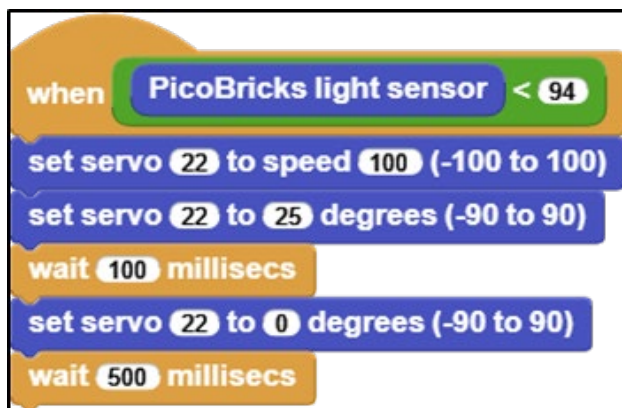 when PicoBricks light sensor < 94
set servo 22 to speed 100 (-100 to 100)
set servo 22 to 25 degrees (-90 to 90)
wait 100 millisecs
set servo 22 to 0 degrees (-90 to 90)
wait 500 millisecs